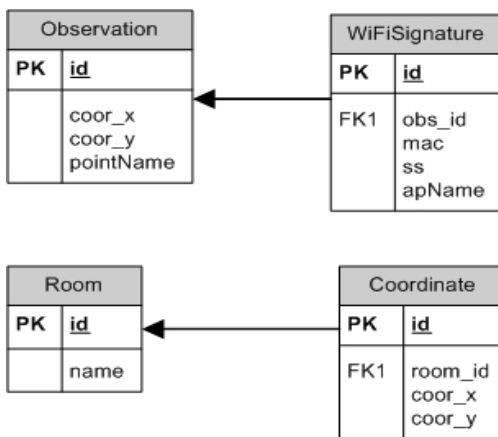 Observation
PK id
coor_x
coor_y
pointName
WiFiSignature
PK id
FK1 obs_id
mac
ss
apName
Room
PK id
name
Coordinate
PK id
FK1 room_id
coor_x
coor_y